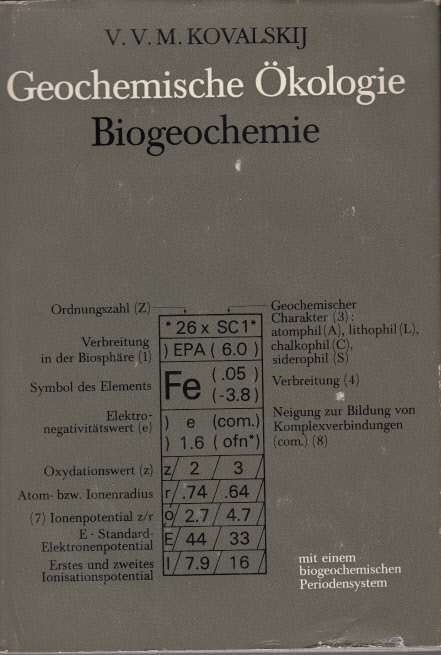 V. V. M. KOVALSKIJ
Geochemische Ökologie
Biogeochemie
Ordnungszahl (Z)
Verbreitung
in der Biosphäre (1)
Symbol des Elements
Elektro-
negativitätswert (e)
Oxydationswert (z)
Atom- bzw. Ionenradius
(7) Ionenpotential z/r
E - Standard-
Elektronenpotential
Erstes und zweites
Ionisationspotential
* 26 x SC1*
) EPA ( 6.0 )
Fe
( .05 )
( -3.8 )
) e (com.)
) 1.6 ( ofn*)
z/ 2 / 3 /
r/ .74 / .64 /
o/ 2.7 / 4.7 /
E/ 44 / 33 /
I/ 7.9 / 16 /
Geochemischer
Charakter (3) :
atomphil (A), lithophil (L),
chalkophil (C),
siderophil (S)
Verbreitung (4)
Neigung zur Bildung von
Komplexverbindungen
(com.) (8)
mit einem
biogeochemischen
Periodensystem